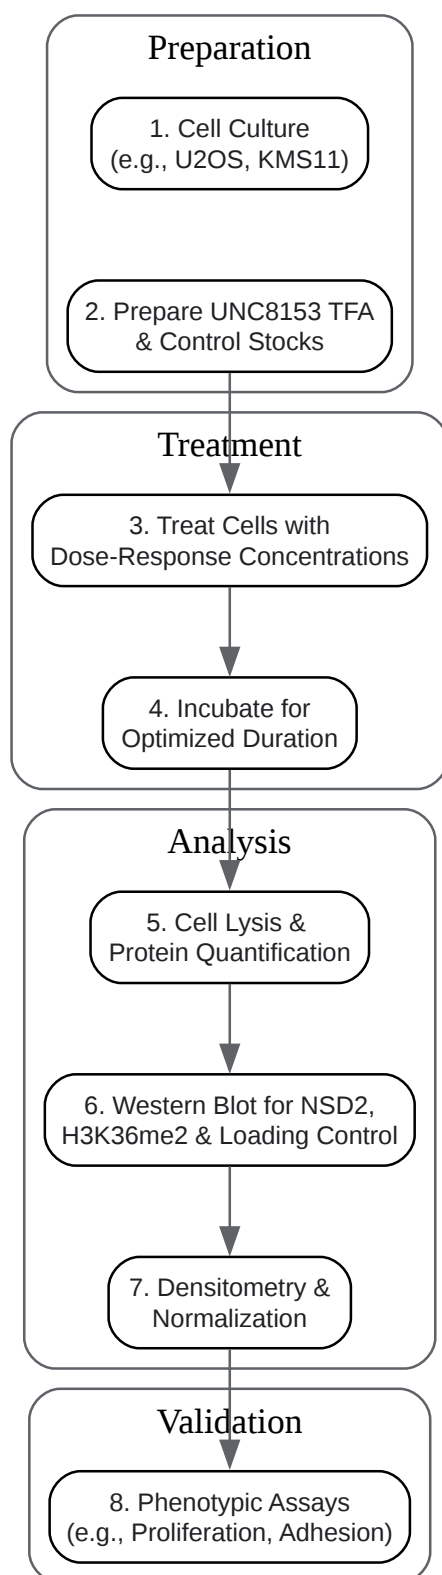 Preparation
1. Cell Culture
(e.g., U2OS, KMS11)
2. Prepare UNC8153 TFA
& Control Stocks
Treatment
3. Treat Cells with
Dose-Response Concentrations
4. Incubate for
Optimized Duration
Analysis
5. Cell Lysis &
Protein Quantification
6. Western Blot for NSD2,
H3K36me2 & Loading Control
7. Densitometry &
Normalization
Validation
8. Phenotypic Assays
(e.g., Proliferation, Adhesion)